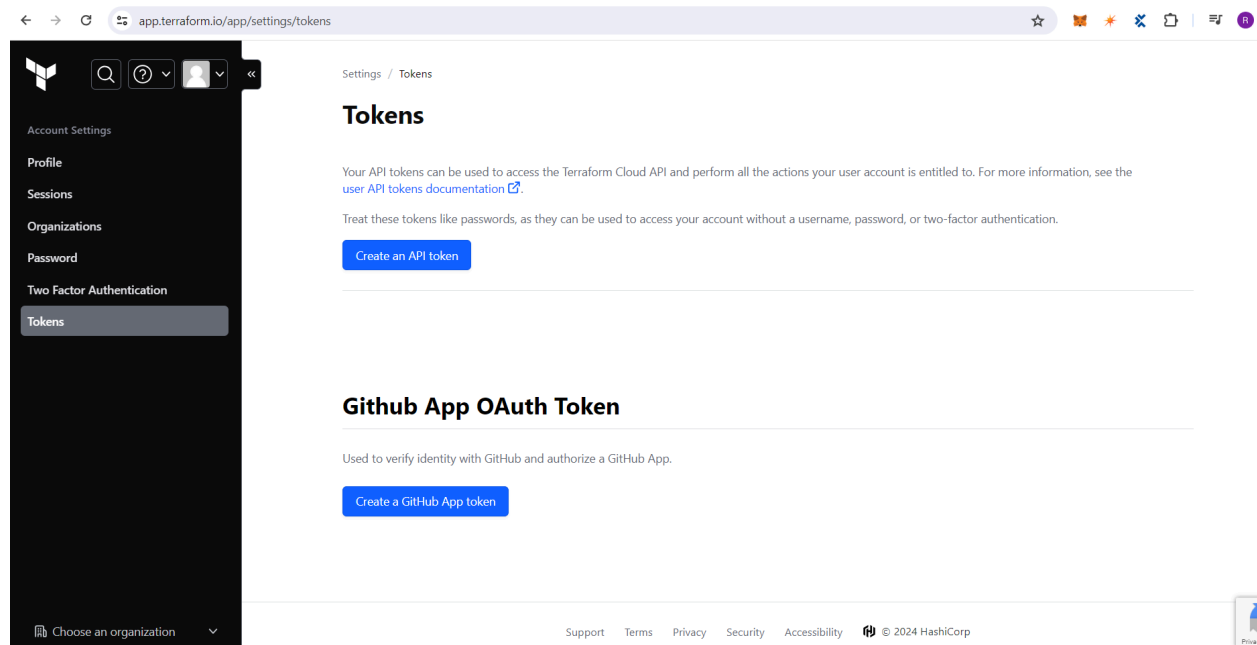 app.terraform.io/app/settings/tokens
R
Settings / Tokens
Account Settings
Profile
Sessions
Organizations
Password
Two Factor Authentication
Tokens
Choose an organization
Tokens
Your API tokens can be used to access the Terraform Cloud API and perform all the actions your user account is entitled to. For more information, see the
user API tokens documentation.
Treat these tokens like passwords, as they can be used to access your account without a username, password, or two-factor authentication.
Create an API token
Github App OAuth Token
Used to verify identity with GitHub and authorize a GitHub App.
Create a GitHub App token
Support Terms Privacy Security Accessibility © 2024 HashiCorp